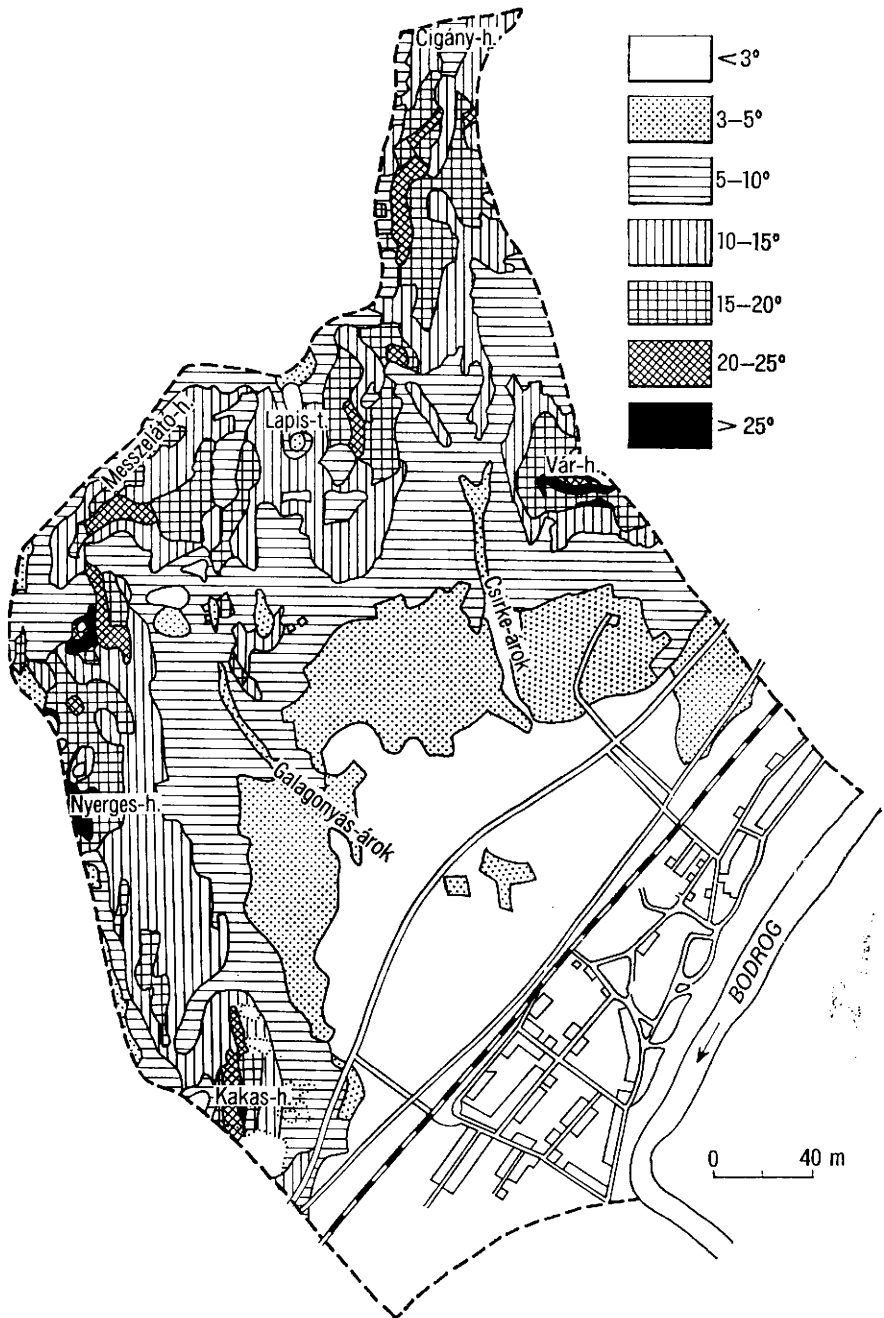 Cigány-h.
< 3°
3–5°
5–10°
10–15°
15–20°
20–25°
> 25°
Messzelátó-h.
Lapis-t.
Vár-h.
Csirke-árok
Galagonyas-árok
Nyerges-h.
BODROG
Kakas-h.
0 40 m